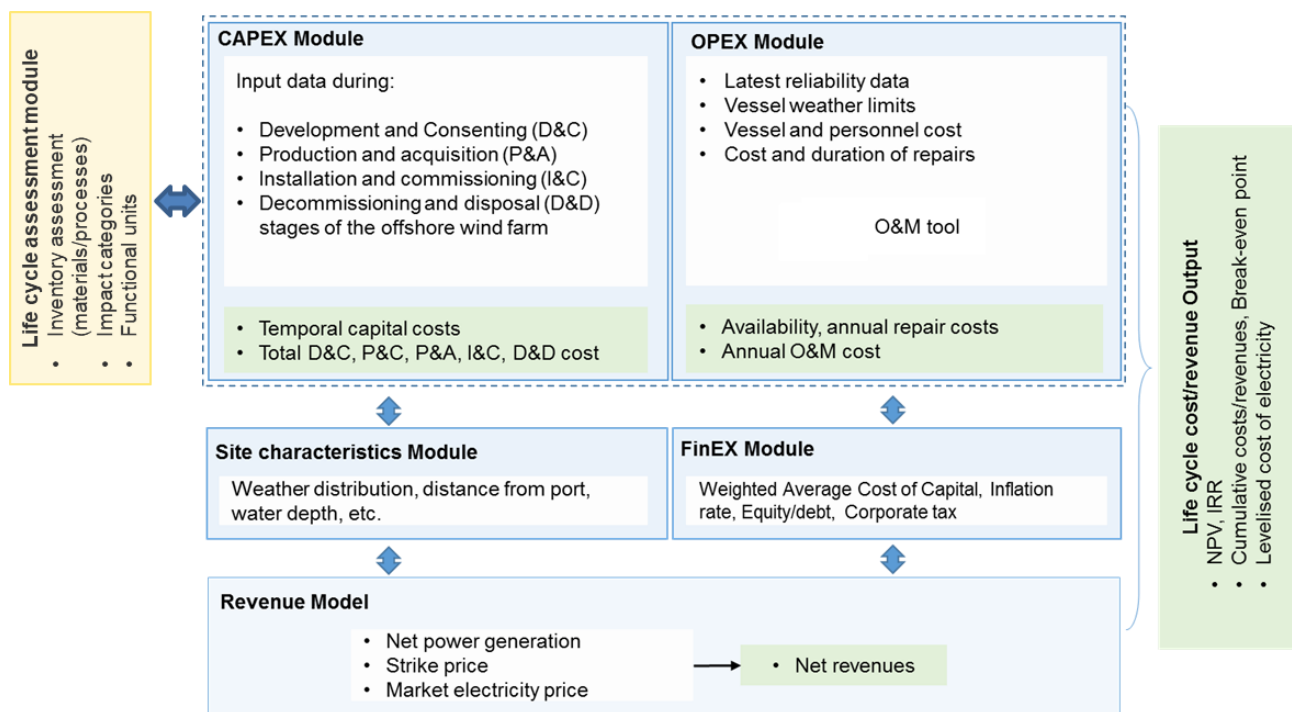 Life cycle assessment module
• Inventory assessment
(materials/processes)
• Impact categories
• Functional units
CAPEX Module
Input data during:
• Development and Consenting (D&C)
• Production and acquisition (P&A)
• Installation and commissioning (I&C)
• Decommissioning and disposal (D&D)
stages of the offshore wind farm
• Temporal capital costs
• Total D&C, P&C, P&A, I&C, D&D cost
OPEX Module
• Latest reliability data
• Vessel weather limits
• Vessel and personnel cost
• Cost and duration of repairs
O&M tool
• Availability, annual repair costs
• Annual O&M cost
Site characteristics Module
Weather distribution, distance from port,
water depth, etc.
FinEX Module
Weighted Average Cost of Capital, Inflation
rate, Equity/debt, Corporate tax
Revenue Model
• Net power generation
• Strike price
• Market electricity price
• Net revenues
Life cycle cost/revenue Output
• NPV, IRR
• Cumulative costs/revenues, Break-even point
• Levelised cost of electricity